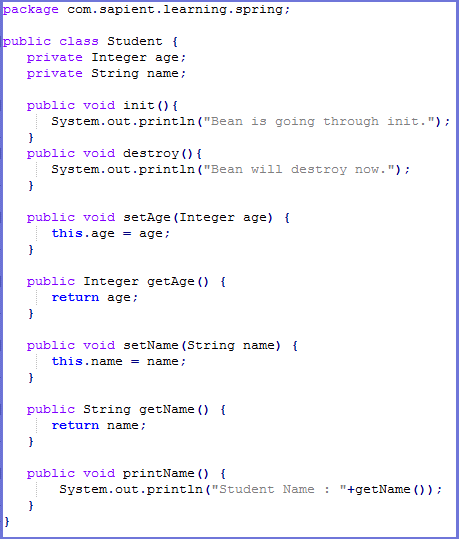 package com.sapient.learning.spring;
public class Student {
private Integer age;
private String name;
public void init(){
System.out.println("Bean is going through init.");
}
public void destroy(){
System.out.println("Bean will destroy now.");
}
public void setAge(Integer age) {
this.age = age;
}
public Integer getAge() {
return age;
}
public void setName(String name) {
this.name = name;
}
public String getName() {
return name;
}
public void printName() {
System.out.println("Student Name : "+getName());
}
}